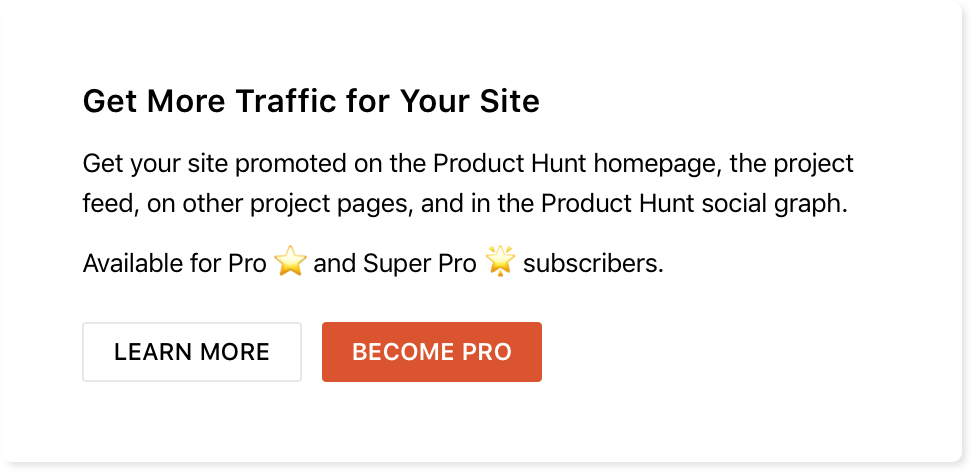 Get More Traffic for Your Site
Get your site promoted on the Product Hunt homepage, the project
feed, on other project pages, and in the Product Hunt social graph.
Available for Pro ⭐ and Super Pro 🌟 subscribers.
LEARN MORE
BECOME PRO